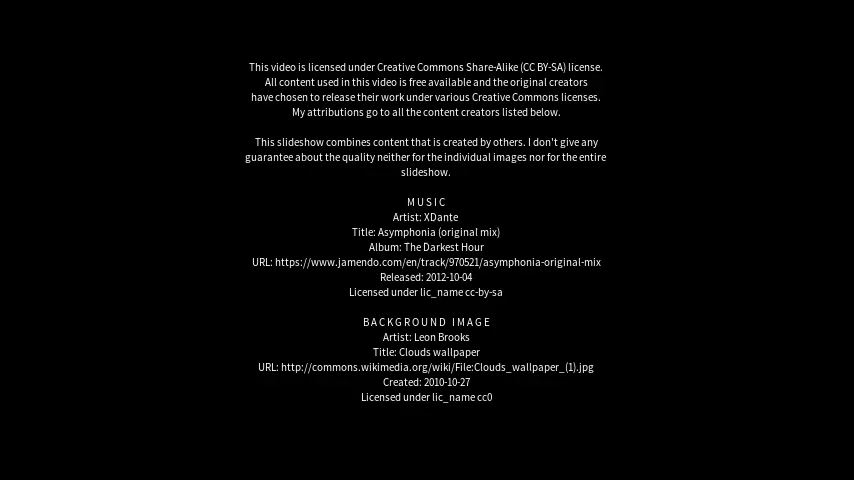 This video is licensed under Creative Commons Share-Alike (CC BY-SA) license.
All content used in this video is free available and the original creators
have chosen to release their work under various Creative Commons licenses.
My attributions go to all the content creators listed below.
This slideshow combines content that is created by others. I don't give any
guarantee about the quality neither for the individual images nor for the entire
slideshow.
M U S I C
Artist: XDante
Title: Asymphonia (original mix)
Album: The Darkest Hour
URL: https://www.jamendo.com/en/track/970521/asymphonia-original-mix
Released: 2012-10-04
Licensed under lic_name cc-by-sa
B A C K G R O U N D   I M A G E
Artist: Leon Brooks
Title: Clouds wallpaper
URL: http://commons.wikimedia.org/wiki/File:Clouds_wallpaper_(1).jpg
Created: 2010-10-27
Licensed under lic_name cc0